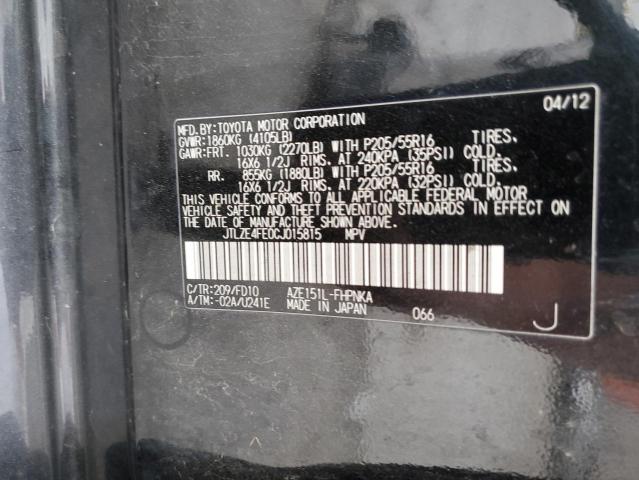 04/12
MFD.BY:TOYOTA MOTOR CORPORATION
GVWR:1860KG (4105LB)
GAWR:FRT. 1030KG (2270LB) WITH P205/55R16 TIRES.
16X6 1/2J RIMS. AT 240KPA (35PSI) COLD.
RR. 855KG (1880LB) WITH P205/55R16 TIRES.
16X6 1/2J RIMS. AT 220KPA (32PSI) COLD.
THIS VEHICLE CONFORMS TO ALL APPLICABLE FEDERAL MOTOR
VEHICLE SAFETY AND THEFT PREVENTION STANDARDS IN EFFECT ON
THE DATE OF MANUFACTURE SHOWN ABOVE.
JTLZE4FE0CJ015815 MPV
C/TR:209/FD10 AZE151L-FHPNKA
A/TM:-02A/U241E MADE IN JAPAN 066 J